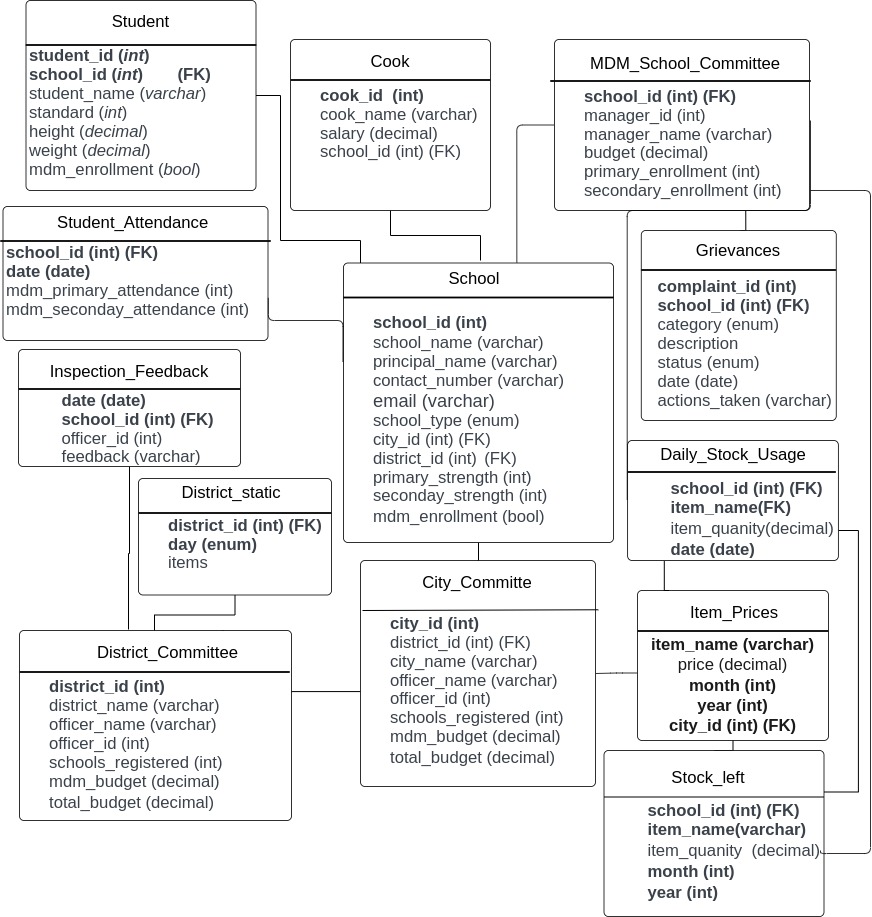 Student
student_id (int)
school_id (int) (FK)
student_name (varchar)
standard (int)
height (decimal)
weight (decimal)
mdm_enrollment (bool)
Cook
cook_id (int)
cook_name (varchar)
salary (decimal)
school_id (int) (FK)
MDM_School_Committee
school_id (int) (FK)
manager_id (int)
manager_name (varchar)
budget (decimal)
primary_enrollment (int)
secondary_enrollment (int)
Student_Attendance
school_id (int) (FK)
date (date)
mdm_primary_attendance (int)
mdm_seconday_attendance (int)
School
school_id (int)
school_name (varchar)
principal_name (varchar)
contact_number (varchar)
email (varchar)
school_type (enum)
city_id (int) (FK)
district_id (int) (FK)
primary_strength (int)
seconday_strength (int)
mdm_enrollment (bool)
Grievances
complaint_id (int)
school_id (int) (FK)
category (enum)
description
status (enum)
date (date)
actions_taken (varchar)
Inspection_Feedback
date (date)
school_id (int) (FK)
officer_id (int)
feedback (varchar)
District_static
district_id (int) (FK)
day (enum)
items
Daily_Stock_Usage
school_id (int) (FK)
item_name(FK)
item_quanity(decimal)
date (date)
City_Committe
city_id (int)
district_id (int) (FK)
city_name (varchar)
officer_name (varchar)
officer_id (int)
schools_registered (int)
mdm_budget (decimal)
total_budget (decimal)
Item_Prices
item_name (varchar)
price (decimal)
month (int)
year (int)
city_id (int) (FK)
District_Committee
district_id (int)
district_name (varchar)
officer_name (varchar)
officer_id (int)
schools_registered (int)
mdm_budget (decimal)
total_budget (decimal)
Stock_left
school_id (int) (FK)
item_name(varchar)
item_quanity (decimal)
month (int)
year (int)